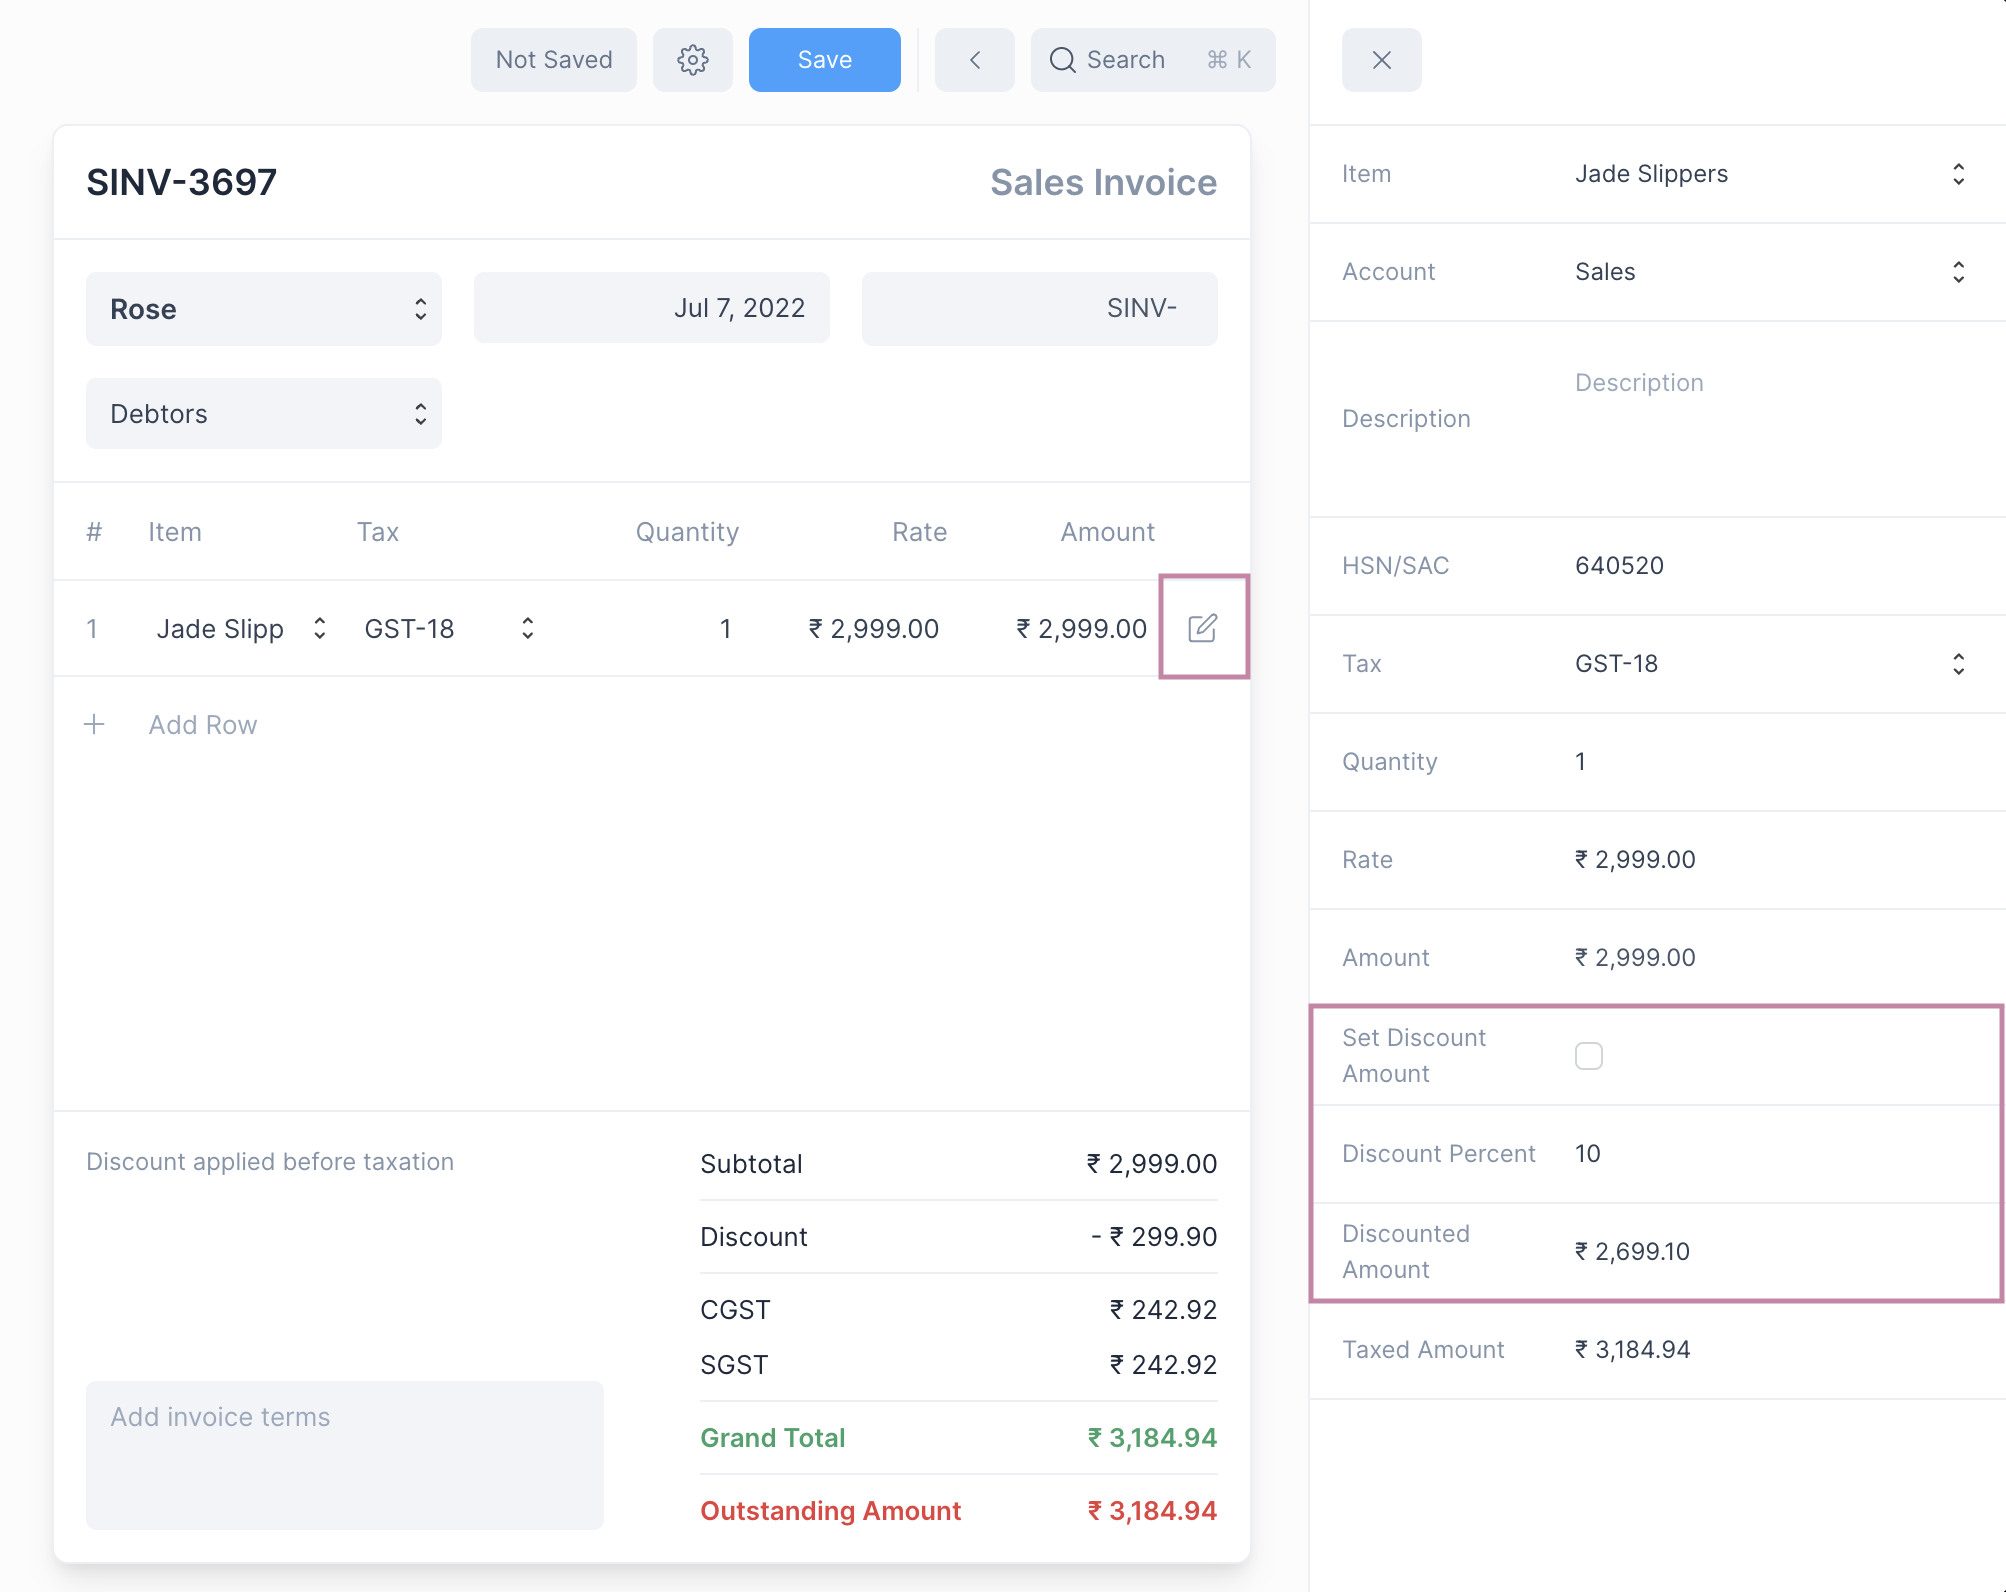 Not Saved
Save
Search ⌘ K
SINV-3697
Sales Invoice
Rose
Jul 7, 2022
SINV-
Debtors
# Item Tax Quantity Rate Amount
1 Jade Slipp GST-18 1 ₹ 2,999.00 ₹ 2,999.00
+ Add Row
Discount applied before taxation
Add invoice terms
Subtotal ₹ 2,999.00
Discount - ₹ 299.90
CGST ₹ 242.92
SGST ₹ 242.92
Grand Total ₹ 3,184.94
Outstanding Amount ₹ 3,184.94
Item Jade Slippers
Account Sales
Description Description
HSN/SAC 640520
Tax GST-18
Quantity 1
Rate ₹ 2,999.00
Amount ₹ 2,999.00
Set Discount
Amount
Discount Percent 10
Discounted
Amount ₹ 2,699.10
Taxed Amount ₹ 3,184.94